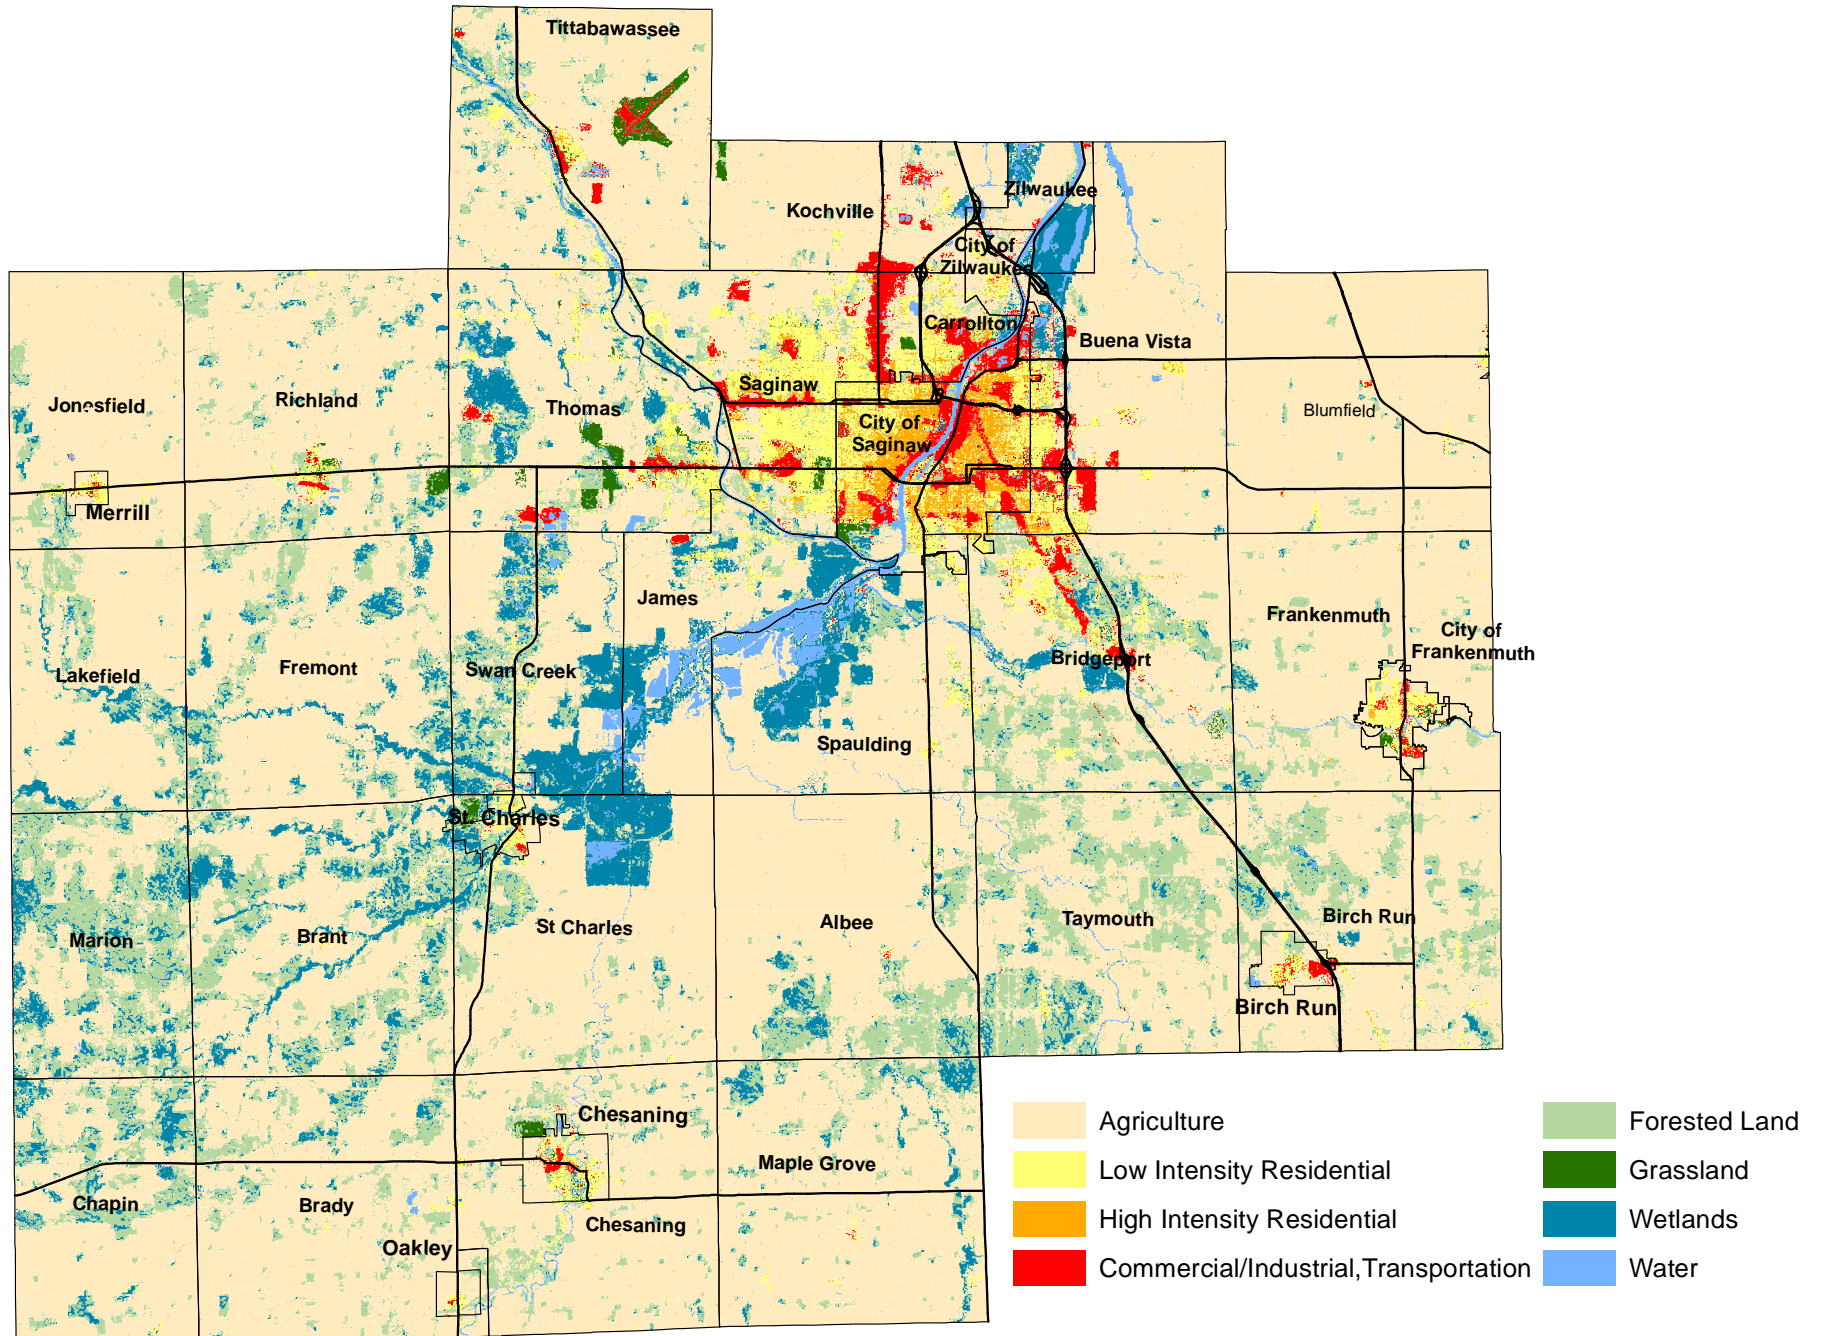 Tittabawassee
Zilwaukee
Kochville
City of
Zilwaukee
Carrollton
Buena Vista
Saginaw
Jonesfield
Richland
Thomas
Blumfield
City of
Saginaw
Merrill
James
Frankenmuth
City of
Frankenmuth
Bridgeport
Lakefield
Fremont
Swan Creek
Spaulding
St. Charles
Marion
Brant
St Charles
Albee
Taymouth
Birch Run
Birch Run
Chesaning
Maple Grove
Chapin
Brady
Chesaning
Oakley
Agriculture
Low Intensity Residential
High Intensity Residential
Commercial/Industrial,Transportation
Forested Land
Grassland
Wetlands
Water